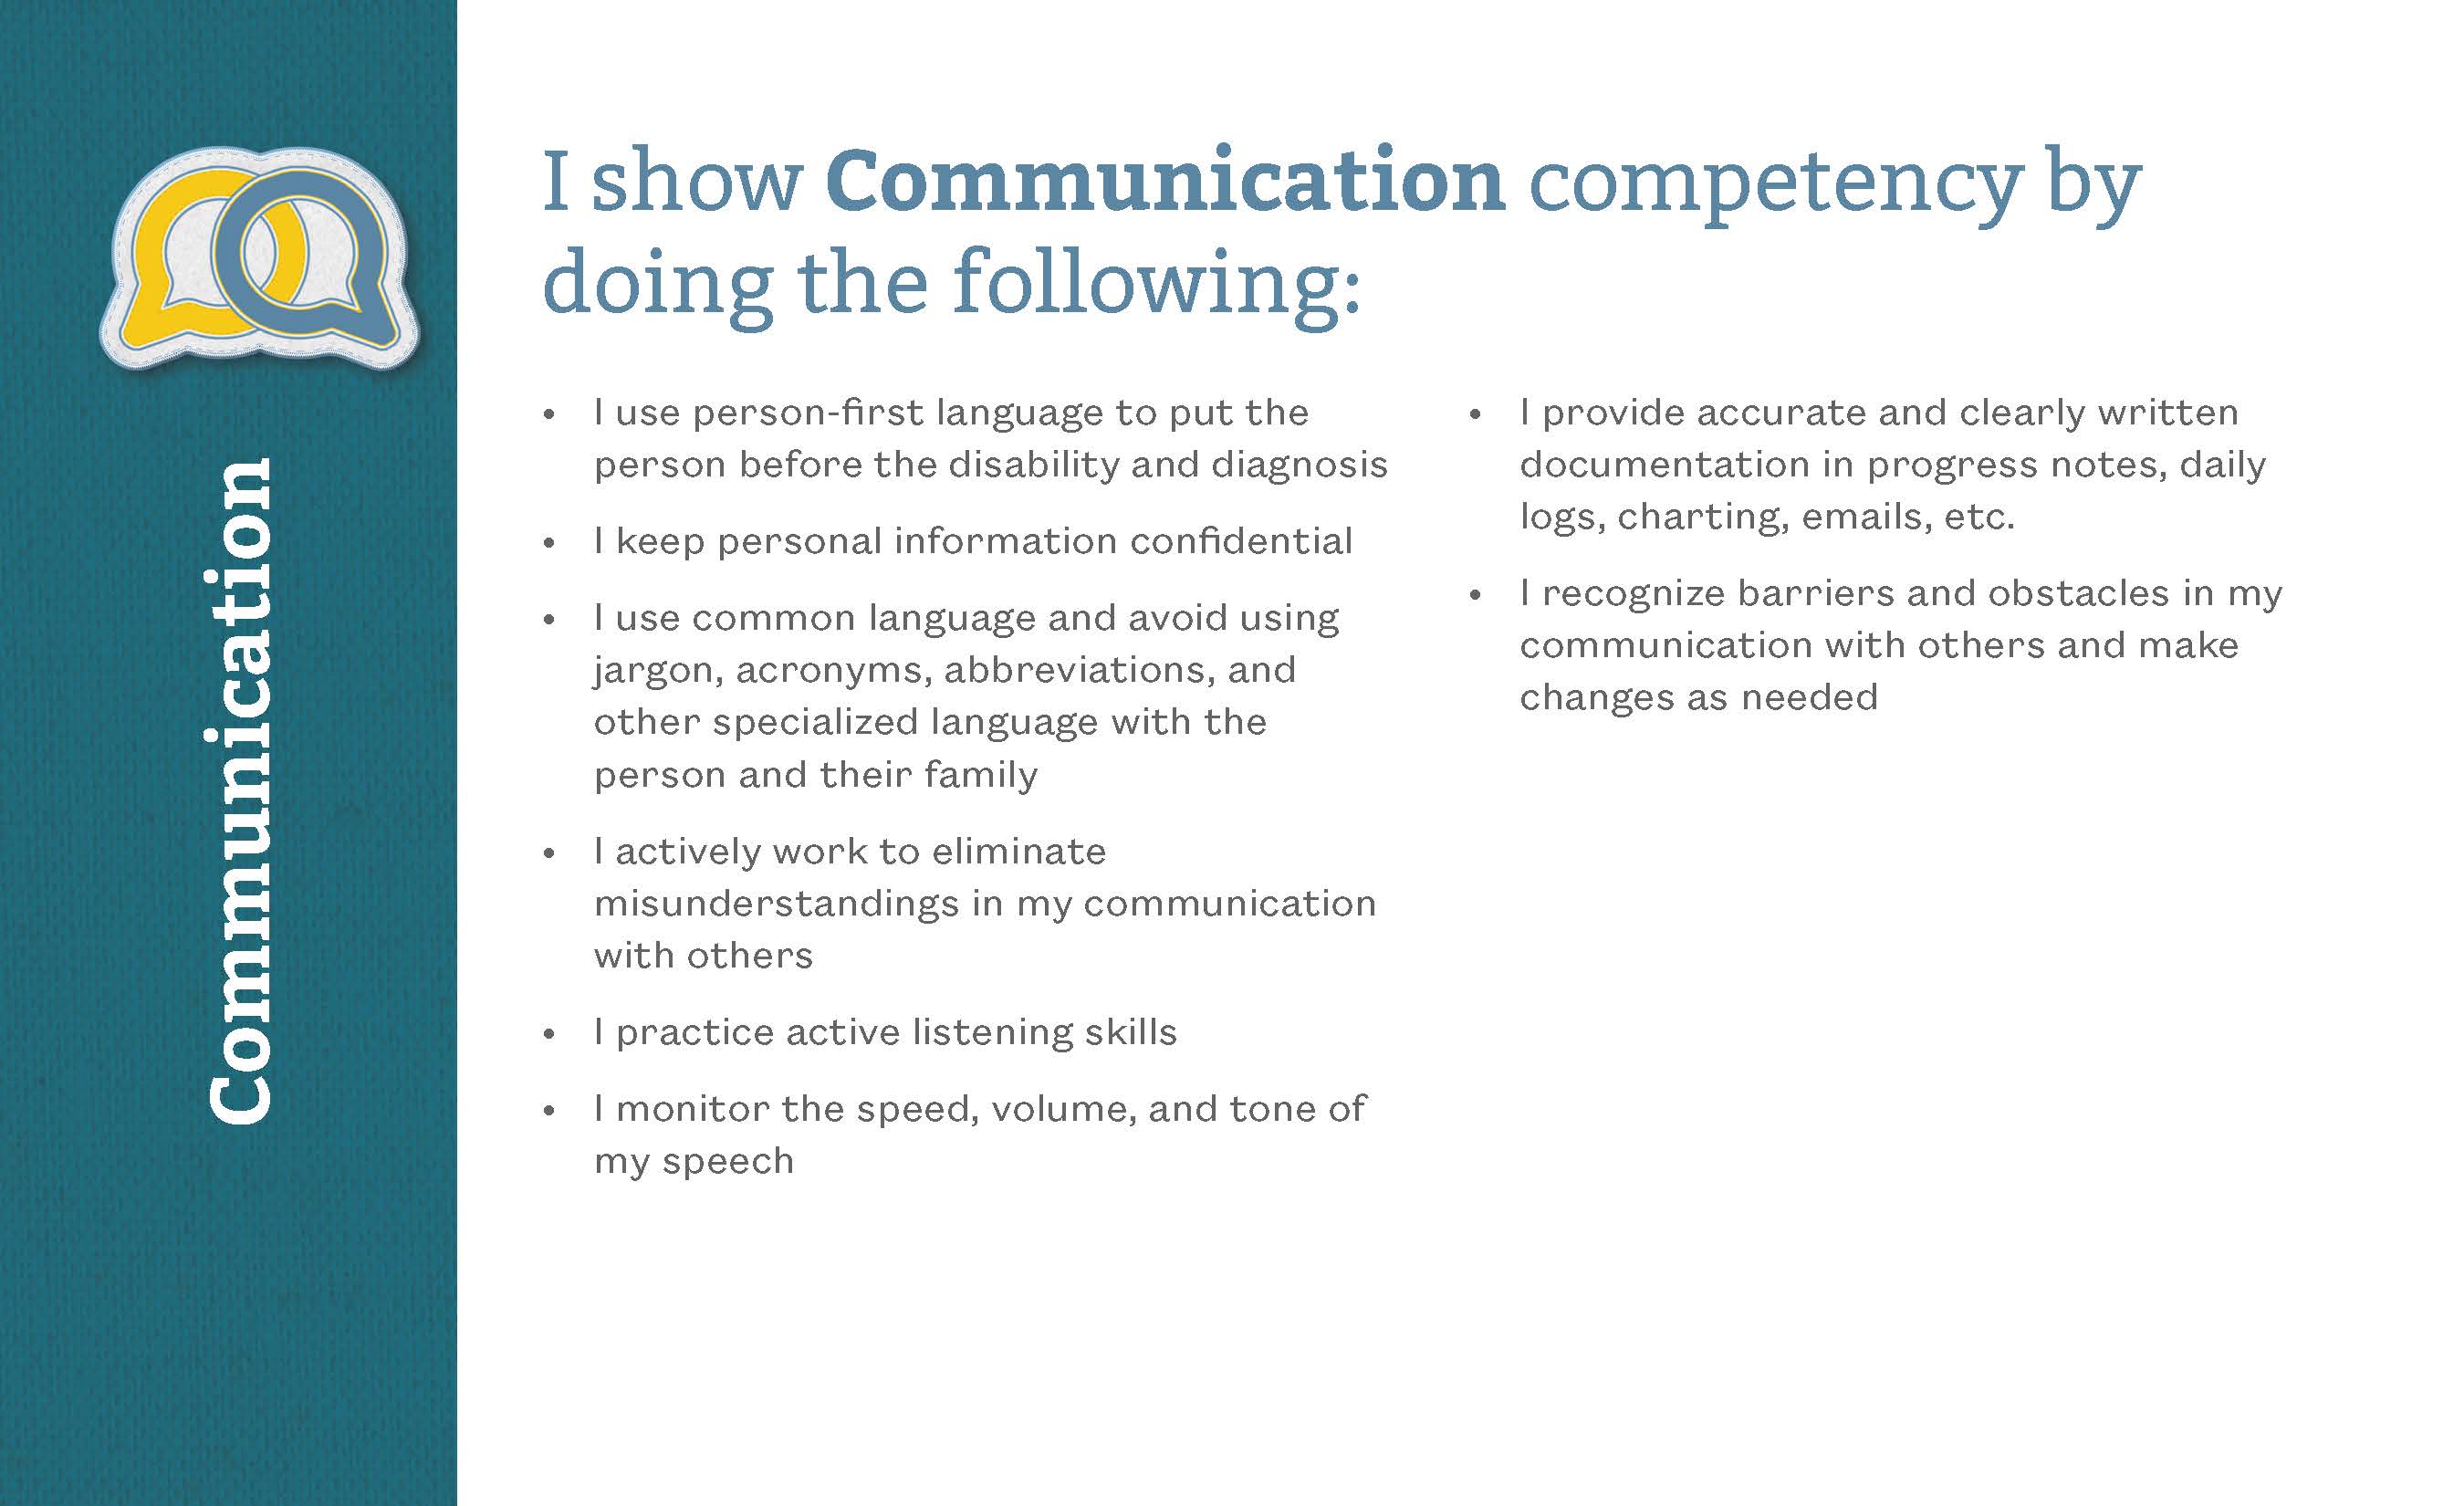 Communication
I show Communication competency by
doing the following:
• I use person-first language to put the
person before the disability and diagnosis
• I keep personal information confidential
• I use common language and avoid using
jargon, acronyms, abbreviations, and
other specialized language with the
person and their family
• I actively work to eliminate
misunderstandings in my communication
with others
• I practice active listening skills
• I monitor the speed, volume, and tone of
my speech
• I provide accurate and clearly written
documentation in progress notes, daily
logs, charting, emails, etc.
• I recognize barriers and obstacles in my
communication with others and make
changes as needed